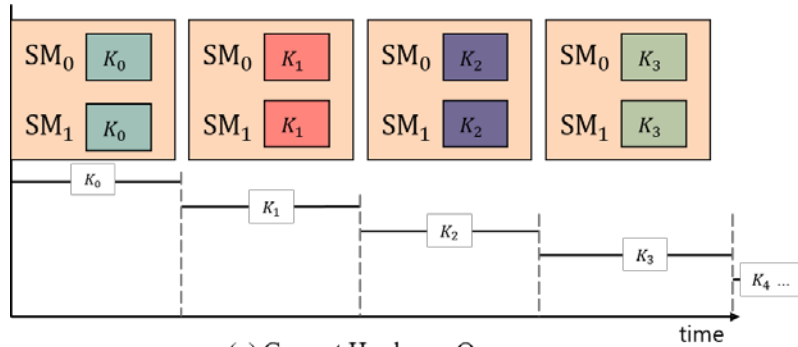 SM₀ K₀ SM₀ K₁ SM₀ K₂ SM₀ K₃
SM₁ K₀ SM₁ K₁ SM₁ K₂ SM₁ K₃
K₀
K₁
K₂
K₃
K₄ ...
time